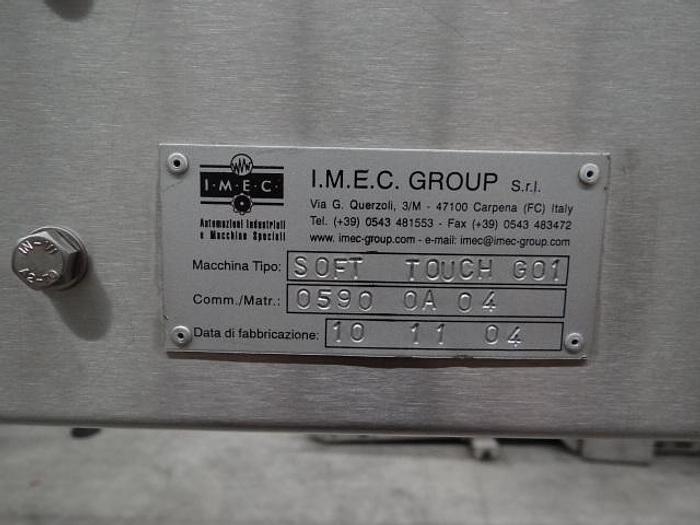 I·M·E·C·
Automazioni Industriali
e Macchine Speciali
I.M.E.C. GROUP S.r.l.
Via G. Querzoli, 3/M - 47100 Carpena (FC) Italy
Tel. (+39) 0543 481553 - Fax (+39) 0543 483472
www. imec-group.com - e-mail: imec@imec-group.com
Macchina Tipo: SOFT TOUCH G01
Comm./Matr.: 0590 0A 04
Data di fabbricazione: 10 11 04
A2-70